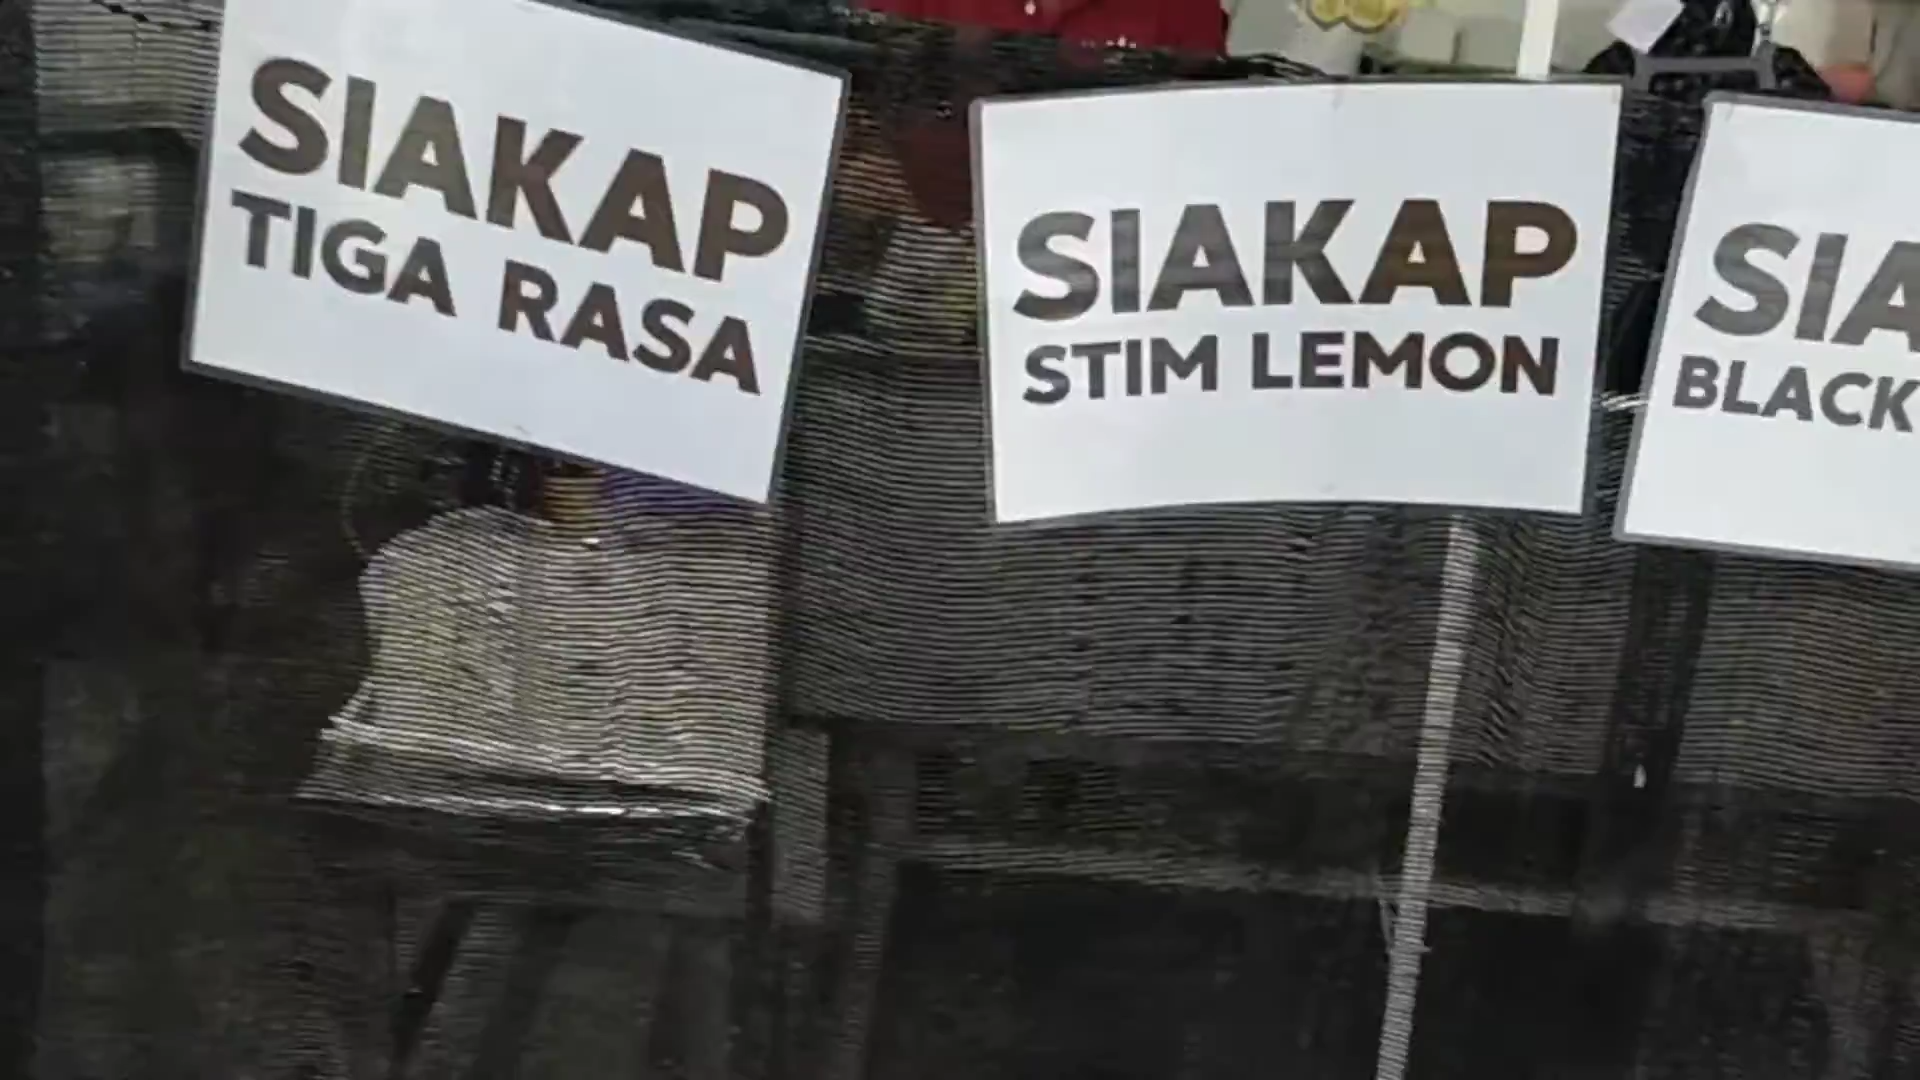 SIAKAP
TIGA RASA
SIAKAP
STIM LEMON
BLACK